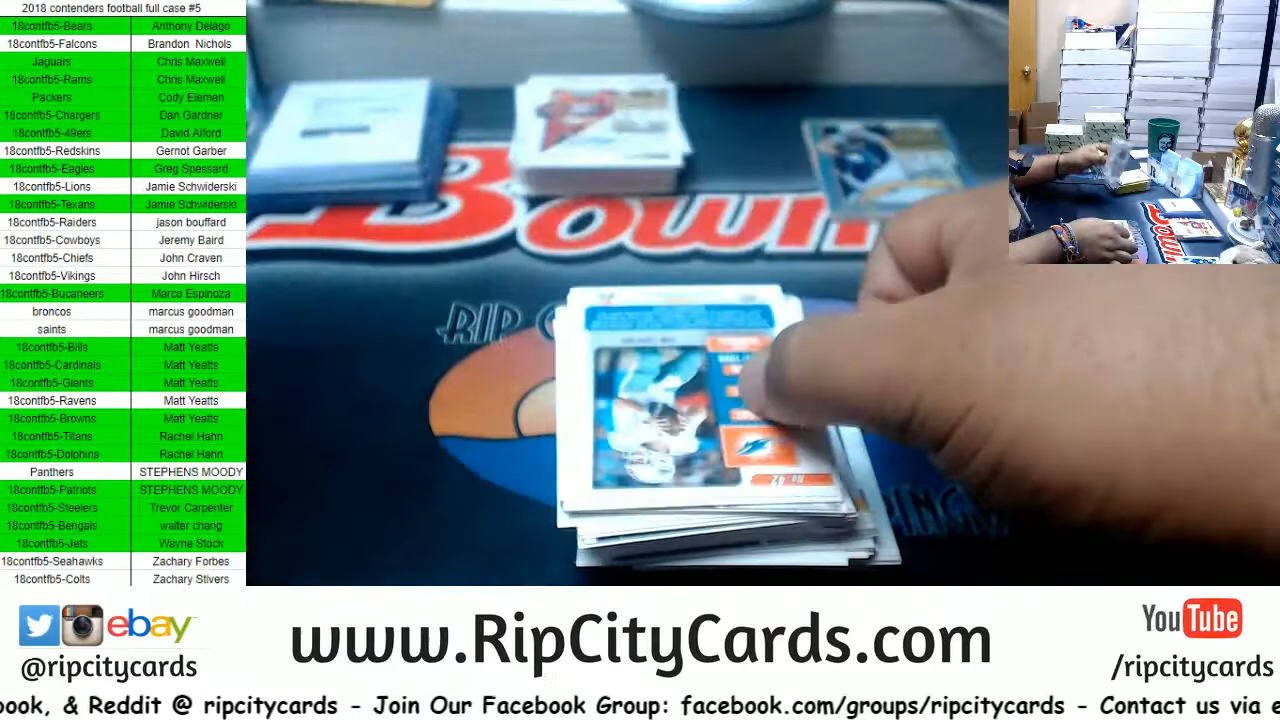 2018 contenders football full case #5
18contfb5-Bears Anthony Delago
18contfb5-Falcons Brandon Nichols
Jaguars Chris Maxwell
18contfb5-Rams Chris Maxwell
Packers Cody Elemen
18contfb5-Chargers Dan Gardner
18contfb5-49ers David Alford
18contfb5-Redskins Gernot Garber
18contfb5-Eagles Greg Spessard
18contfb5-Lions Jamie Schwiderski
18contfb5-Texans Jamie Schwiderski
18contfb5-Raiders jason bouffard
18contfb5-Cowboys Jeremy Baird
18contfb5-Chiefs John Craven
18contfb5-Vikings John Hirsch
18contfb5-Bucaneers Marco Espinoza
broncos marcus goodman
saints marcus goodman
18contfb5-Bills Matt Yeatts
18contfb5-Cardinals Matt Yeatts
18contfb5-Giants Matt Yeatts
18contfb5-Ravens Matt Yeatts
18contfb5-Browns Matt Yeatts
18contfb5-Titans Rachel Hahn
18contfb5-Dolphins Rachel Hahn
Panthers STEPHENS MOODY
18contfb5-Patriots STEPHENS MOODY
18contfb5-Steelers Trevor Carpenter
18contfb5-Bengals walter chang
18contfb5-Jets Wayne Stock
18contfb5-Seahawks Zachary Forbes
18contfb5-Colts Zachary Stivers
Bowm
RIP C
No. 42
ebay
@ripcitycards
www.RipCityCards.com
YouTube
/ripcitycards
book, & Reddit @ ripcitycards - Join Our Facebook Group: facebook.com/groups/ripcitycards - Contact us via e